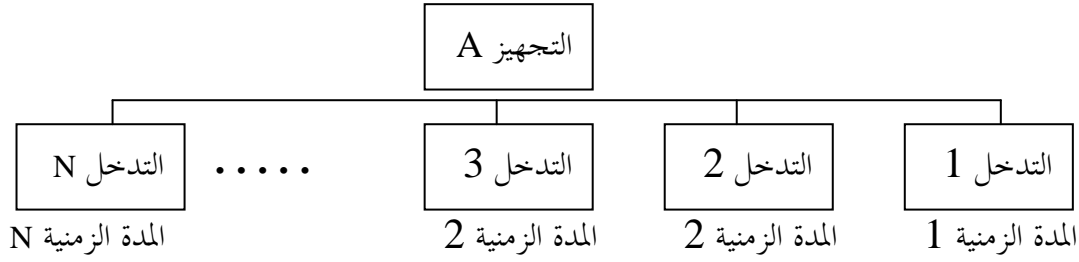 التجهيز A
التدخل 1
التدخل 2
التدخل 3
.....
التدخل N
المدة الزمنية 1
المدة الزمنية 2
المدة الزمنية 2
المدة الزمنية N